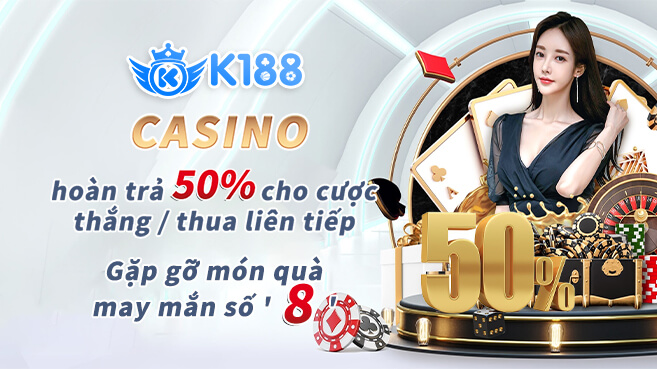 K188
CASINO
hoàn trả 50% cho cược
thắng / thua liên tiếp
Gặp gỡ món quà
may mắn số ' 8 '
50%
K
A